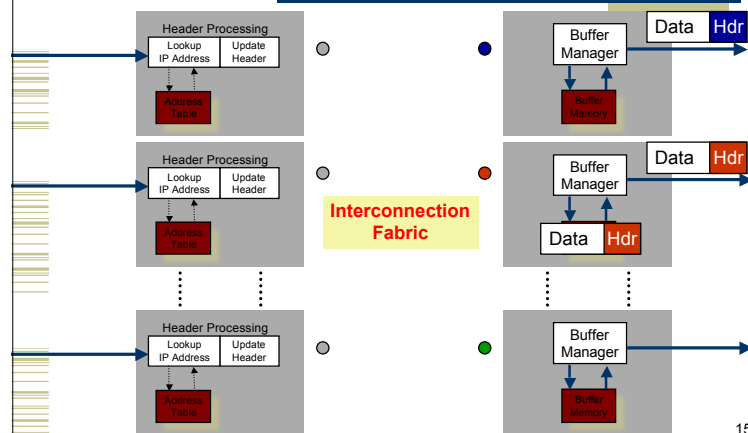 Data Hdr
Header Processing
Lookup
IP Address
Update
Header
Address
Table
Buffer
Manager
Buffer
Memory
Header Processing
Lookup
IP Address
Update
Header
Address
Table
Interconnection
Fabric
Data Hdr
Buffer
Manager
Data Hdr
Header Processing
Lookup
IP Address
Update
Header
Address
Table
Buffer
Manager
Buffer
Memory
15